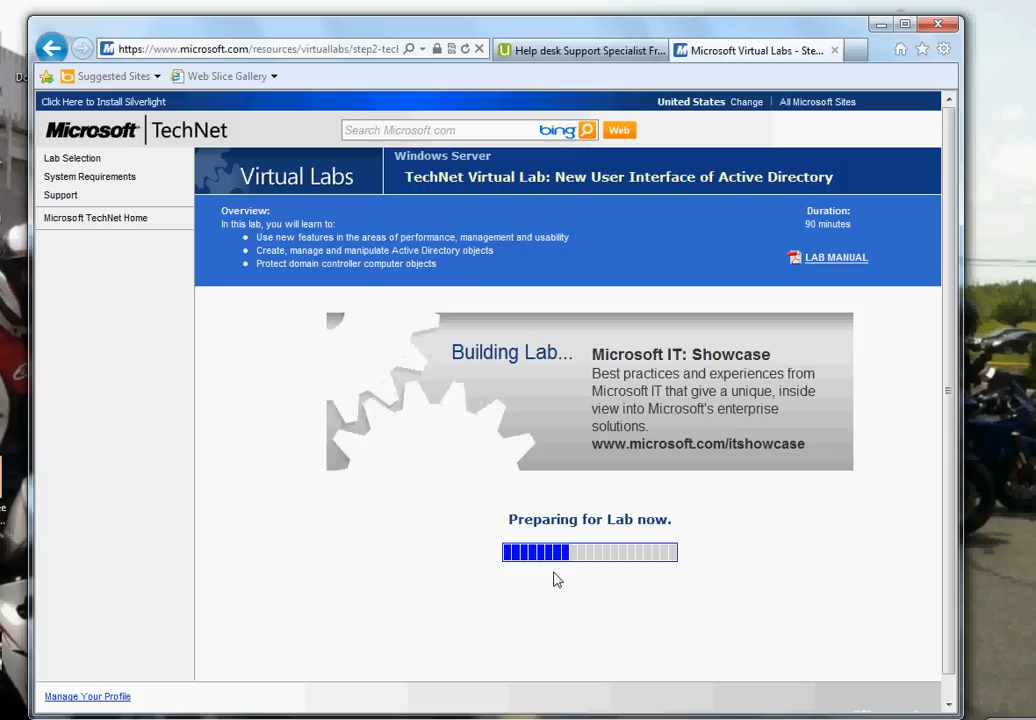 https://www.microsoft.com/resources/virtuallabs/step2-tecl
Help desk Support Specialist Fr...
Microsoft Virtual Labs - Ste...
Suggested Sites
Web Slice Gallery
Click Here to Install Silverlight
United States Change | All Microsoft Sites
Microsoft | TechNet
Search Microsoft.com
bing
Web
Lab Selection
System Requirements
Support
Microsoft TechNet Home
Virtual Labs
Windows Server
TechNet Virtual Lab: New User Interface of Active Directory
Overview:
In this lab, you will learn to:
Use new features in the areas of performance, management and usability
Create, manage and manipulate Active Directory objects
Protect domain controller computer objects
Duration:
90 minutes
LAB MANUAL
Building Lab...
Microsoft IT: Showcase
Best practices and experiences from
Microsoft IT that give a unique, inside
view into Microsoft's enterprise
solutions.
www.microsoft.com/itshowcase
Preparing for Lab now.
Manage Your Profile